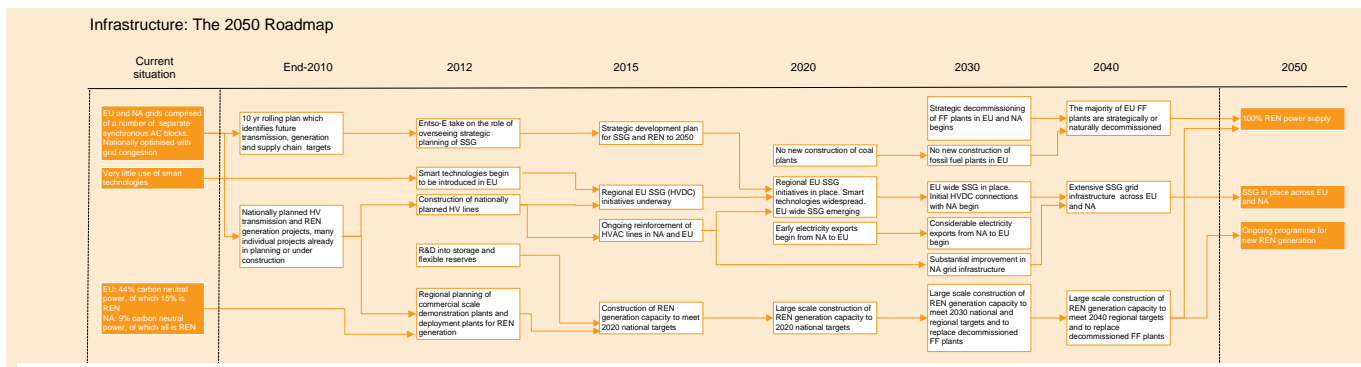 Infrastructure: The 2050 Roadmap
Current
situation
End-2010
2012
2015
2020
2030
2040
2050
EU and NA grids comprised
of a number of separate
synchronous AC blocks.
Nationally optimised with
grid congestion
Very little use of smart
technologies
EU: 44% carbon neutral
power, of which 15% is
REN
NA: 9% carbon neutral
power, of which all is REN
10 yr rolling plan which
identifies future
transmission, generation
and supply chain targets
Nationally planned HV
transmission and REN
generation projects, many
individual projects already
in planning or under
construction
Entso-E take on the role of
overseeing strategic
planning of SSG
Smart technologies begin
to be introduced in EU
Construction of nationally
planned HV lines
R&D into storage and
flexible reserves
Regional planning of
commercial scale
demonstration plants and
deployment plants for REN
generation
Strategic development plan
for SSG and REN to 2050
Regional EU SSG (HVDC)
initiatives underway
Ongoing reinforcement of
HVAC lines in NA and EU
Construction of REN
generation capacity to meet
2020 national targets
No new construction of coal
plants
Regional EU SSG
initiatives in place. Smart
technologies widespread.
EU wide SSG emerging
Early electricity exports
begin from NA to EU
Large scale construction of
REN generation capacity to
2020 national targets
Strategic decommissioning
of FF plants in EU and NA
begins
No new construction of
fossil fuel plants in EU
EU wide SSG in place.
Initial HVDC connections
with NA begin
Considerable electricity
exports from NA to EU
begin
Substantial improvement in
NA grid infrastructure
Large scale construction of
REN generation capacity to
meet 2030 national and
regional targets and to
replace decommissioned
FF plants
The majority of EU FF
plants are strategically or
naturally decommissioned
Extensive SSG grid
infrastructure across EU
and NA
Large scale construction of
REN generation capacity to
meet 2040 regional targets
and to replace
decommissioned FF plants
100% REN power supply
SSG in place across EU
and NA
Ongoing programme for
new REN generation